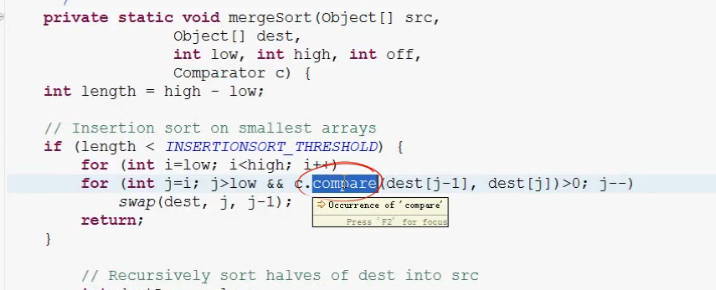 private static void mergeSort(Object[] src,
Object[] dest,
int low, int high, int off,
Comparator c) {
int length = high - low;
// Insertion sort on smallest arrays
if (length < INSERTIONSORT_THRESHOLD) {
for (int i=low; i<high; i++)
for (int j=i; j>low && c.compare(dest[j-1], dest[j])>0; j--)
swap(dest, j, j-1);
Occurrence of 'compare'
return;
Press 'F2' for focus
}
// Recursively sort halves of dest into src